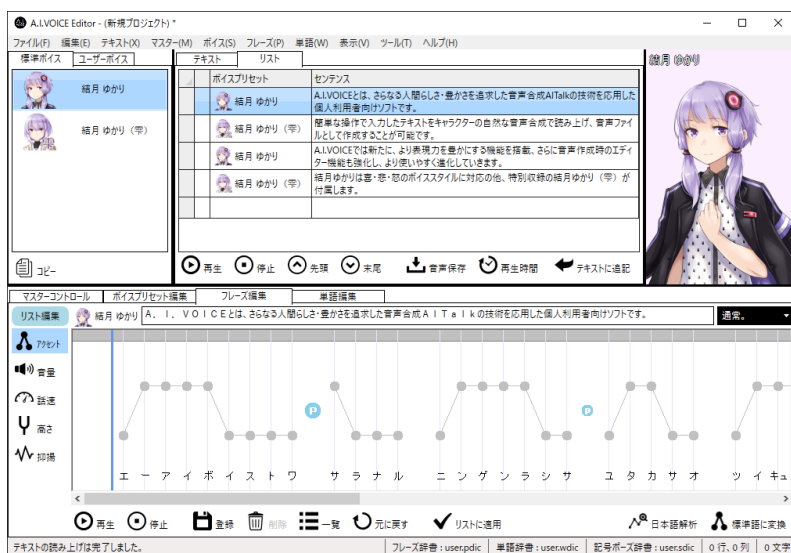 A.I.VOICE Editor - (新規プロジェクト) *
ファイル(F) 編集(E) テキスト(X) マスター(M) ボイス(S) フレーズ(P) 単語(W) 表示(V) ツール(T) ヘルプ(H)
標準ボイス ユーザーボイス
結月 ゆかり
結月 ゆかり（雫）
コピー
テキスト リスト
ボイスプリセット センテンス
結月 ゆかり A.I.VOICEとは、さらなる人間らしさ・豊かさを追求した音声合成AITalkの技術を応用した
個人利用者向けソフトです。
結月 ゆかり（雫） 簡単な操作で入力したテキストをキャラクターの自然な音声合成で読み上げ、音声ファイ
ルとして作成することが可能です。
結月 ゆかり A.I.VOICEでは新たに、より表現力を豊かにする機能を搭載、さらに音声作成時のエディ
ター機能も強化し、より使いやすく進化していきます。
結月 ゆかり（雫） 結月ゆかりは喜・悲・怒のボイススタイルに対応の他、特別収録の結月ゆかり（雫）が
付属します。
再生 停止 先頭 末尾 音声保存 再生時間 テキストに追記
結月 ゆかり
マスターコントロール ボイスプリセット編集 フレーズ編集 単語編集
リスト編集 結月 ゆかり A．I．VOICEとは、さらなる人間らしさ・豊かさを追求した音声合成AITalkの技術を応用した個人利用者向けソフトです。 通常。
アクセント
音量
話速
高さ
抑揚
P P
エ ー ア イ ボ イ ス ト ワ サ ラ ナ ル ニ ン ゲ ン ラ シ サ ユ タ カ サ オ ツ イ キュ
再生 停止 登録 削除 一覧 元に戻す リストに適用 日本語解析 標準語に変換
テキストの読み上げは完了しました。 フレーズ辞書 : user.pdic 単語辞書 : user.wdic 記号ポーズ辞書 : user.sdic 0 行、0 列 0 文字